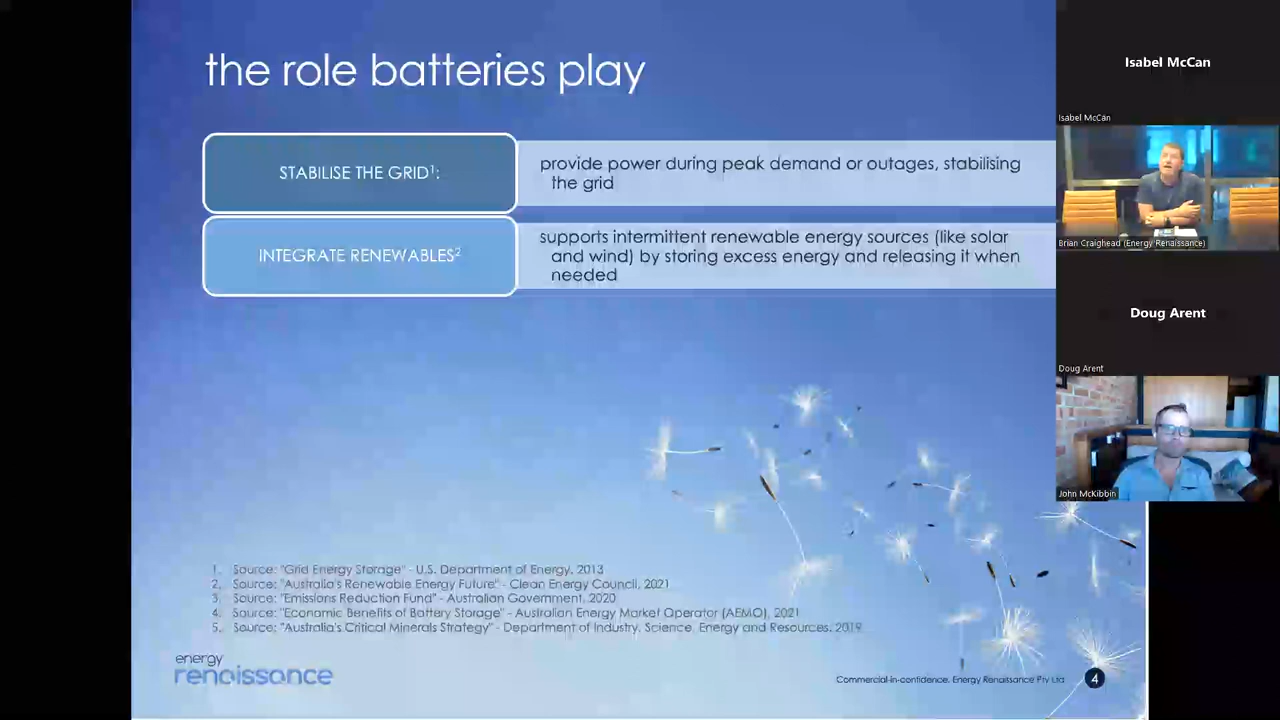 the role batteries play
STABILISE THE GRID¹:
provide power during peak demand or outages, stabilising
the grid
INTEGRATE RENEWABLES²
supports intermittent renewable energy sources (like solar
and wind) by storing excess energy and releasing it when
needed
1. Source: "Grid Energy Storage" - U.S. Department of Energy, 2013
2. Source: "Australia's Renewable Energy Future" - Clean Energy Council, 2021
3. Source: "Emissions Reduction Fund" - Australian Government, 2020
4. Source: "Economic Benefits of Battery Storage" - Australian Energy Market Operator (AEMO), 2021
5. Source: "Australia's Critical Minerals Strategy" - Department of Industry, Science, Energy and Resources, 2019
energy
renaissance
Commercial-in-confidence. Energy Renaissance Pty Ltd
4
Isabel McCan
Isabel McCan
Brian Craighead (Energy Renaissance)
Doug Arent
Doug Arent
John McKibbin